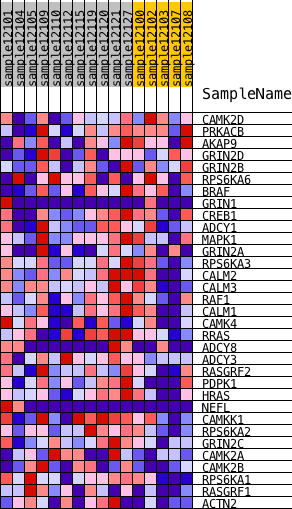 sample12101
sample12104
sample12105
sample12109
sample12110
sample12112
sample12115
sample12119
sample12120
sample12121
sample12122
sample12100
sample12102
sample12103
sample12107
sample12108
SampleName
CAMK2D
PRKACB
AKAP9
GRIN2D
GRIN2B
RPS6KA6
BRAF
GRIN1
CREB1
ADCY1
MAPK1
GRIN2A
RPS6KA3
CALM2
CALM3
RAF1
CALM1
CAMK4
RRAS
ADCY8
ADCY3
RASGRF2
PDPK1
HRAS
NEFL
CAMKK1
RPS6KA2
GRIN2C
CAMK2A
CAMK2B
RPS6KA1
RASGRF1
ACTN2